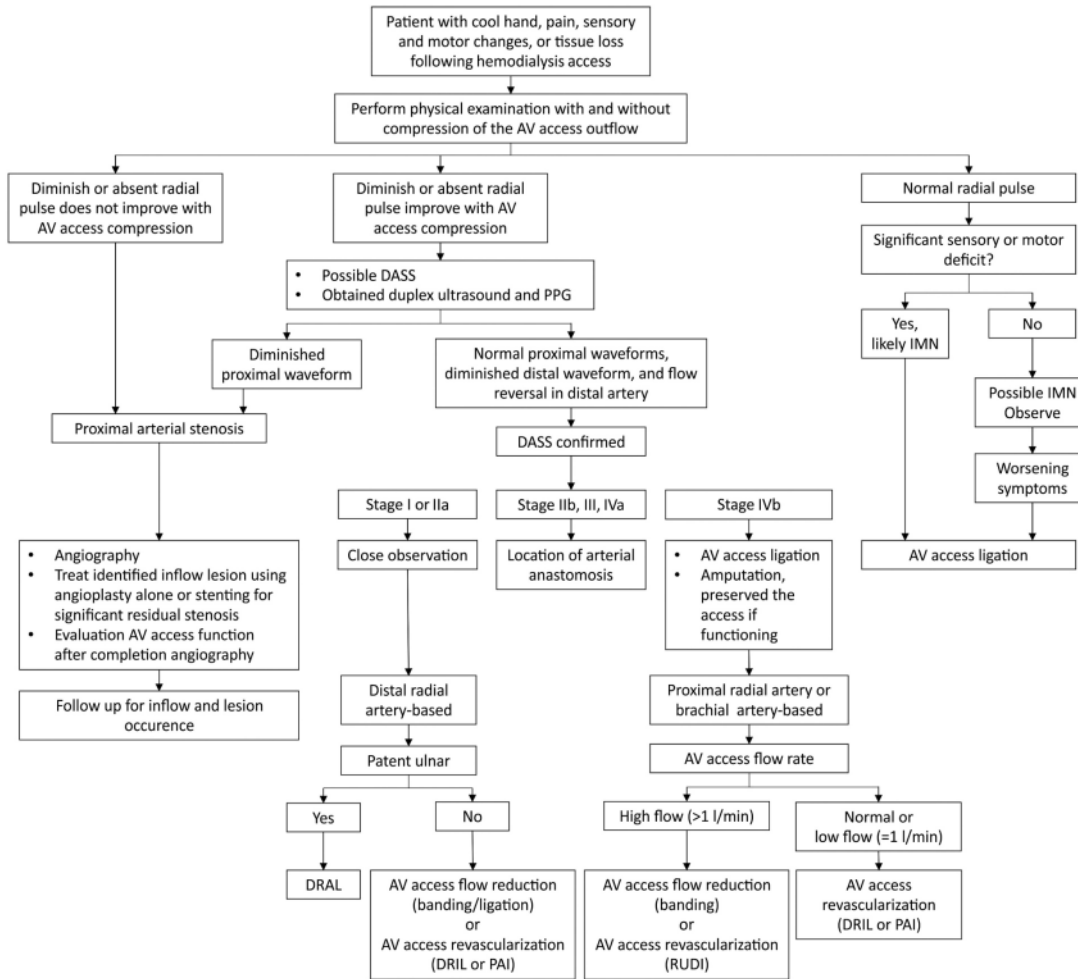 Patient with cool hand, pain, sensory
and motor changes, or tissue loss
following hemodialysis access
Perform physical examination with and without
compression of the AV access outflow
Diminish or absent radial
pulse does not improve with
AV access compression
Diminish or absent radial
pulse improve with AV
access compression
Normal radial pulse
Significant sensory or motor
deficit?
• Possible DASS
• Obtained duplex ultrasound and PPG
Yes,
likely IMN
No
Diminished
proximal waveform
Normal proximal waveforms,
diminished distal waveform, and flow
reversal in distal artery
Possible IMN
Observe
Proximal arterial stenosis
DASS confirmed
Worsening
symptoms
Stage I or IIa
Stage IIb, III, IVa
Stage IVb
• Angiography
• Treat identified inflow lesion using
angioplasty alone or stenting for
significant residual stenosis
• Evaluation AV access function
after completion angiography
Close observation
Location of arterial
anastomosis
• AV access ligation
• Amputation,
preserved the
access if
functioning
AV access ligation
Follow up for inflow and lesion
occurence
Distal radial
artery-based
Proximal radial artery or
brachial artery-based
Patent ulnar
AV access flow rate
Yes
No
High flow (>1 l/min)
Normal or
low flow (=1 l/min)
DRAL
AV access flow reduction
(banding/ligation)
or
AV access revascularization
(DRIL or PAI)
AV access flow reduction
(banding)
or
AV access revascularization
(RUDI)
AV access
revascularization
(DRIL or PAI)